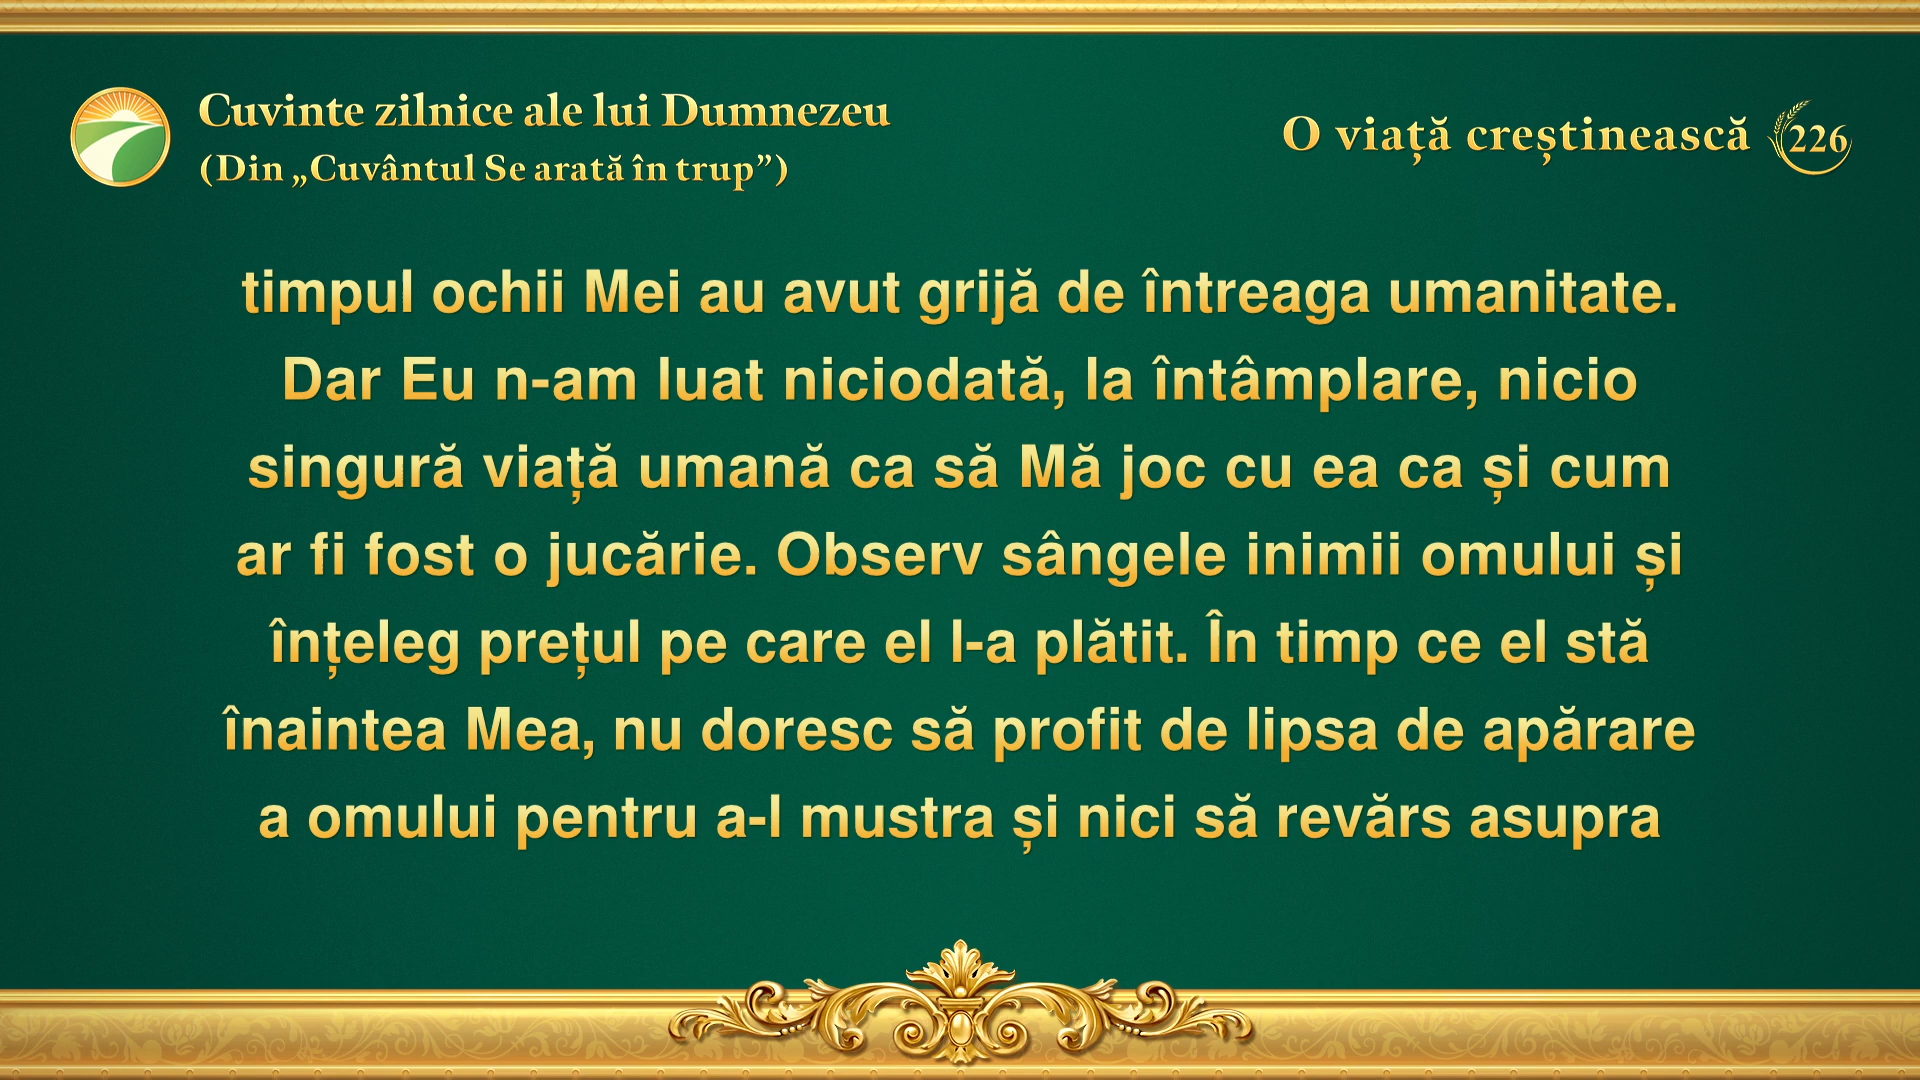 Cuvinte zilnice ale lui Dumnezeu
(Din „Cuvântul Se arată în trup”)
O viață creștinească 226
timpul ochii Mei au avut grijă de întreaga umanitate.
Dar Eu n-am luat niciodată, la întâmplare, nicio
singură viață umană ca să Mă joc cu ea ca și cum
ar fi fost o jucărie. Observ sângele inimii omului și
înțeleg prețul pe care el l-a plătit. În timp ce el stă
înaintea Mea, nu doresc să profit de lipsa de apărare
a omului pentru a-l mustra și nici să revărs asupra